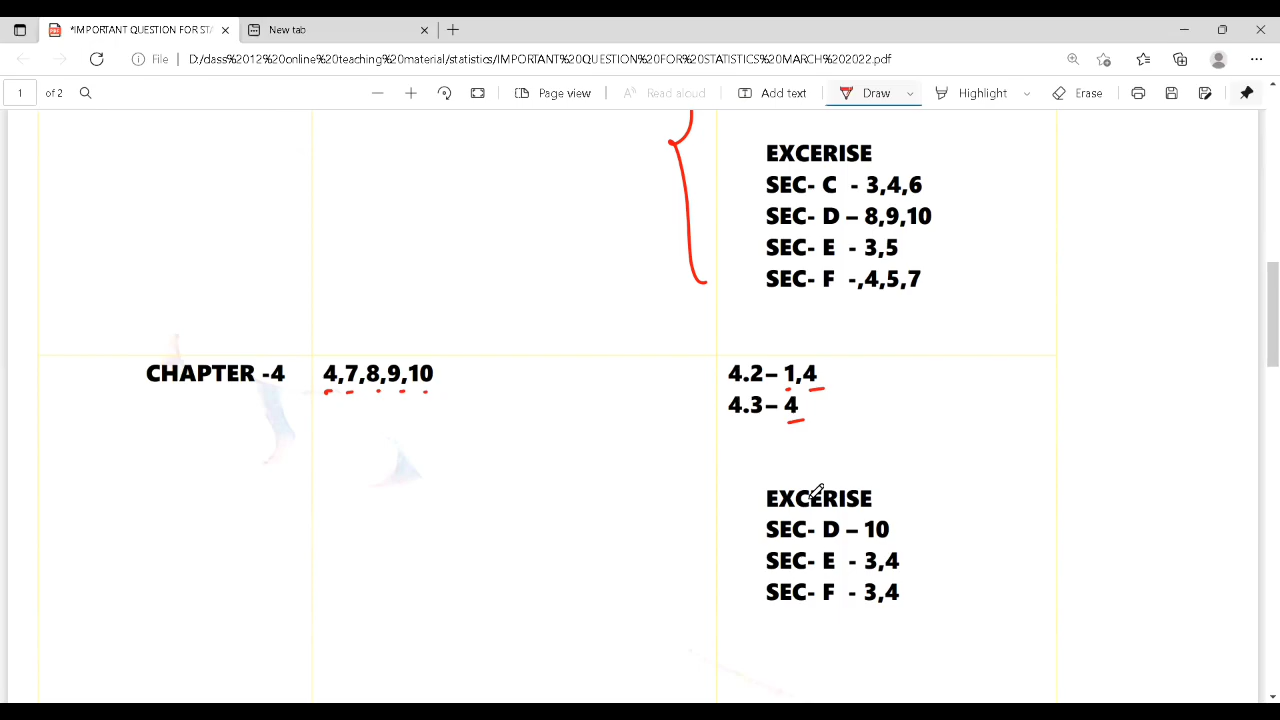 *IMPORTANT QUESTION FOR STA
New tab
File
D:/class%2012%20online%20teaching%20material/statistics/IMPORTANT%20QUESTION%20FOR%20STATISTICS%20MARCH%202022.pdf
1 of 2
Page view
Read aloud
Add text
Draw
Highlight
Erase
EXCERISE
SEC- C - 3,4,6
SEC- D – 8,9,10
SEC- E - 3,5
SEC- F -,4,5,7
CHAPTER -4 4,7,8,9,10 4.2 – 1,4
4.3 – 4
EXCERISE
SEC- D – 10
SEC- E - 3,4
SEC- F - 3,4